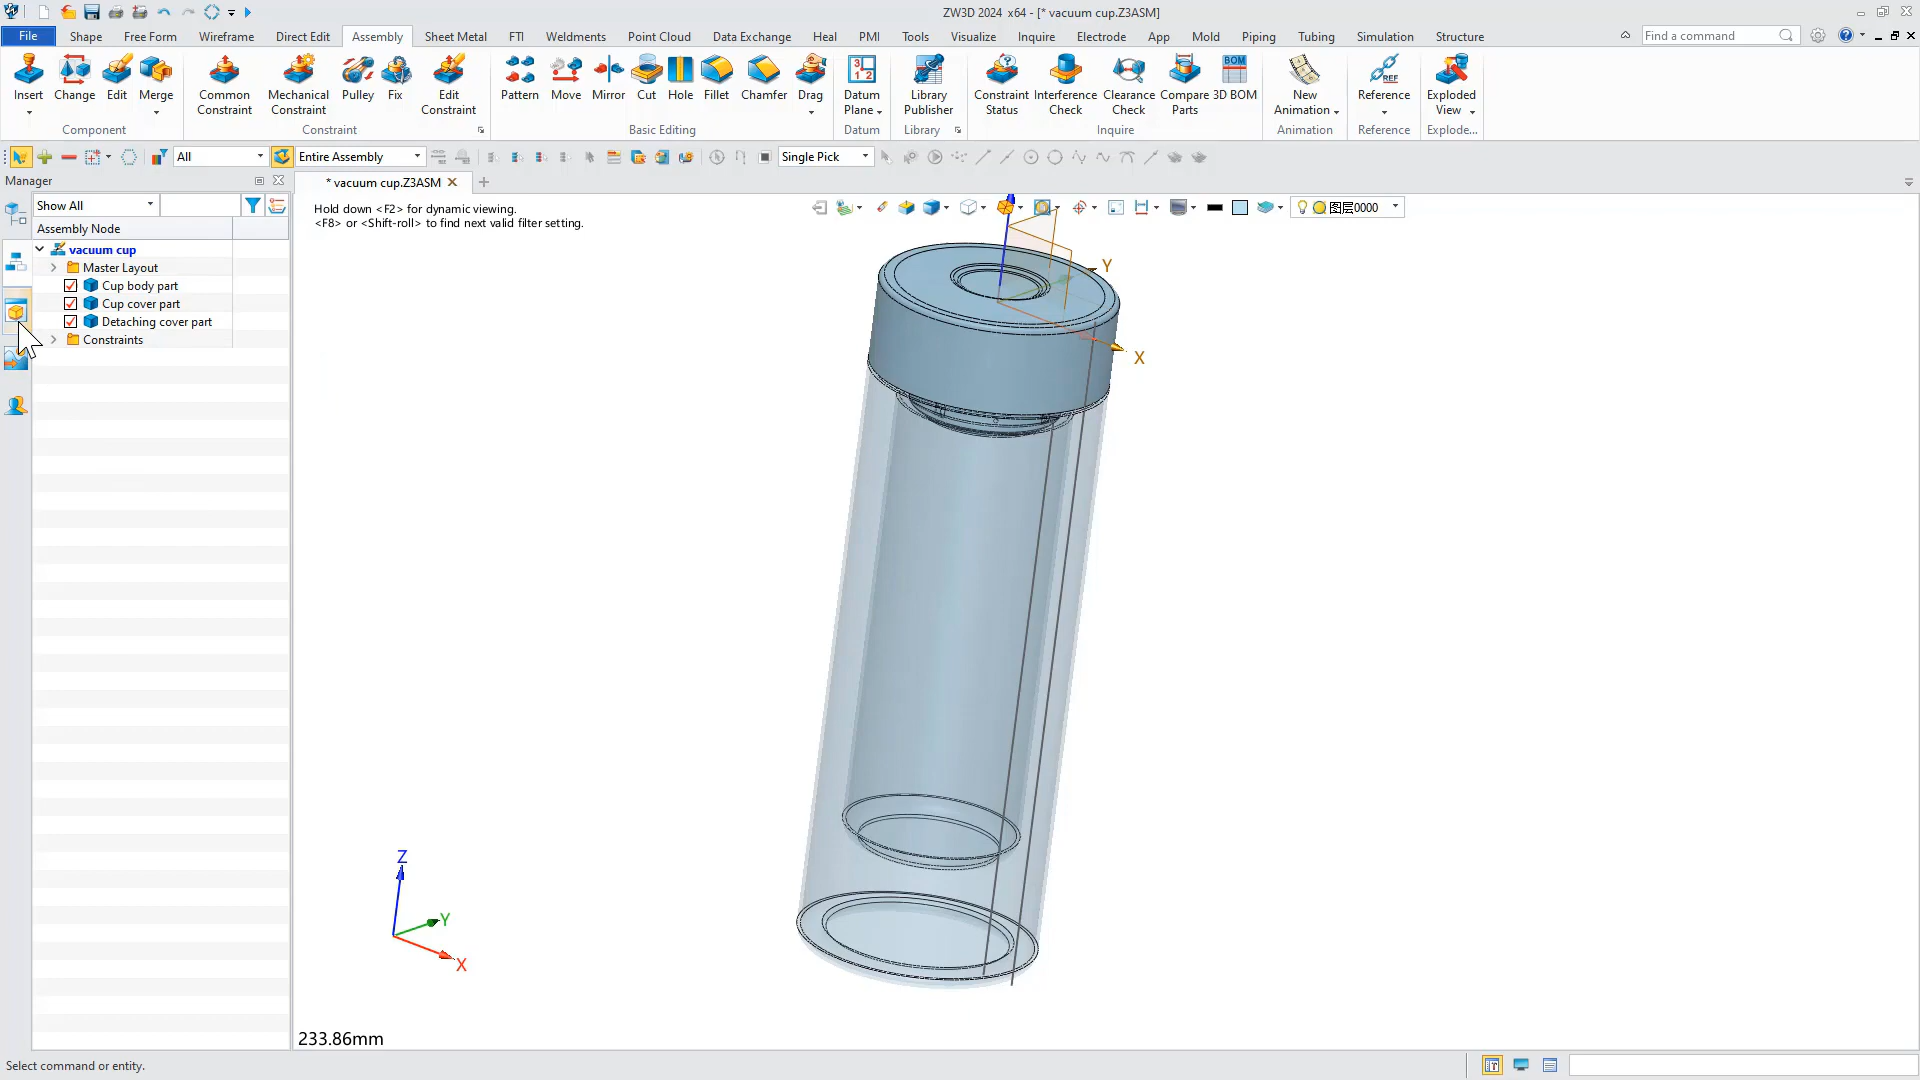 ZW3D 2024 x64 - [* vacuum cup.Z3ASM]
File Shape Free Form Wireframe Direct Edit Assembly Sheet Metal FTI Weldments Point Cloud Data Exchange Heal PMI Tools Visualize Inquire Electrode App Mold Piping Tubing Simulation Structure Find a command
Insert Change Edit Merge Common Constraint Mechanical Constraint Pulley Fix Edit Constraint Pattern Move Mirror Cut Hole Fillet Chamfer Drag Datum Plane Library Publisher Constraint Status Interference Check Clearance Check Compare Parts 3D BOM New Animation Reference Exploded View
Component Constraint Basic Editing Datum Library Inquire Animation Reference Explode...
All Entire Assembly Single Pick
Manager
* vacuum cup.Z3ASM
Show All
Hold down <F2> for dynamic viewing.
<F8> or <Shift-roll> to find next valid filter setting.
图层0000
Assembly Node
vacuum cup
Master Layout
Cup body part
Cup cover part
Detaching cover part
Constraints
Y
X
Z
Y
X
233.86mm
Select command or entity.